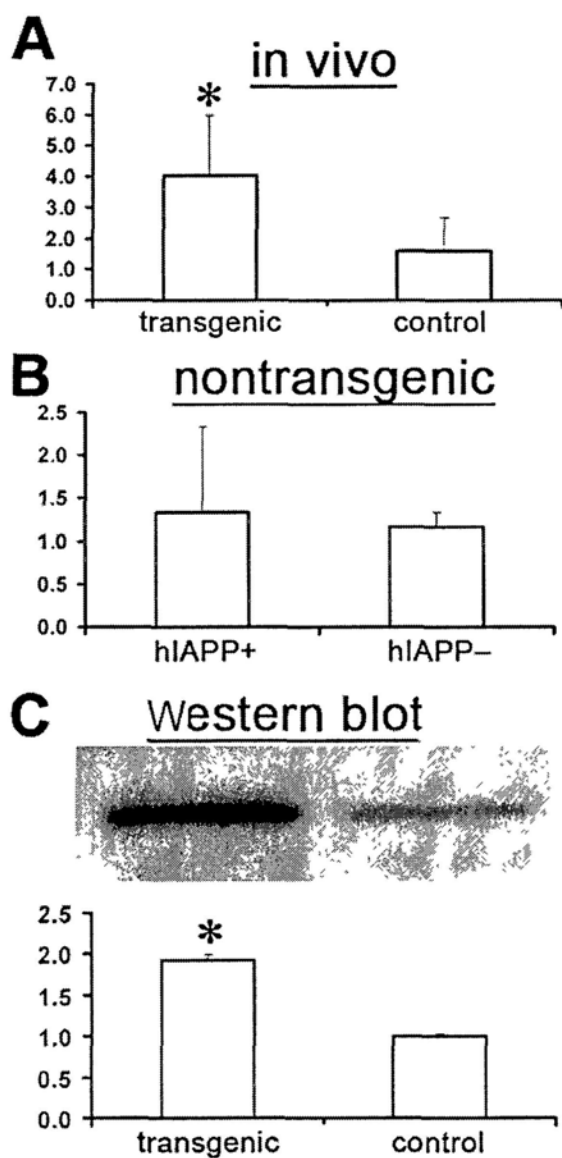 A
in vivo
7.0
*
6.0
5.0
4.0
3.0
2.0
1.0
0.0
transgenic control
B
nontransgenic
2.5
2.0
1.5
1.0
0.5
0.0
hIAPP+ hIAPP–
C
Western blot
2.5
*
2.0
1.5
1.0
0.5
0.0
transgenic control